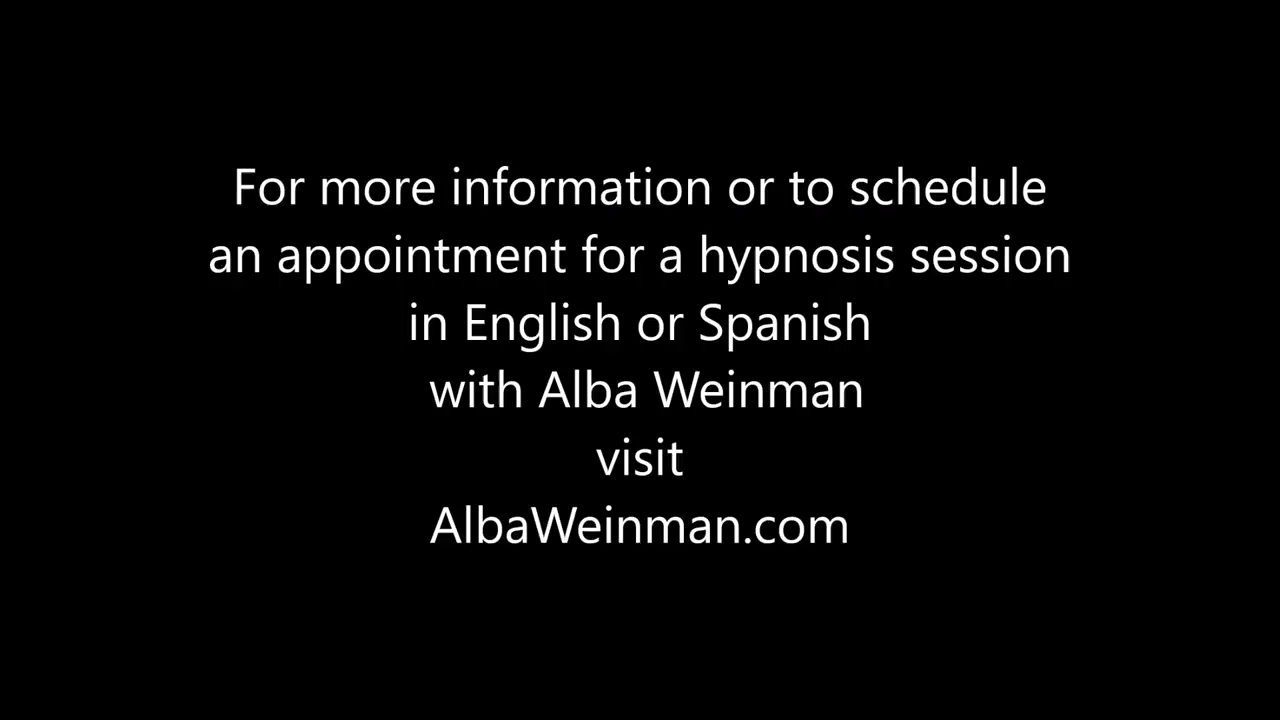 For more information or to schedule
an appointment for a hypnosis session
in English or Spanish
with Alba Weinman
visit
AlbaWeinman.com